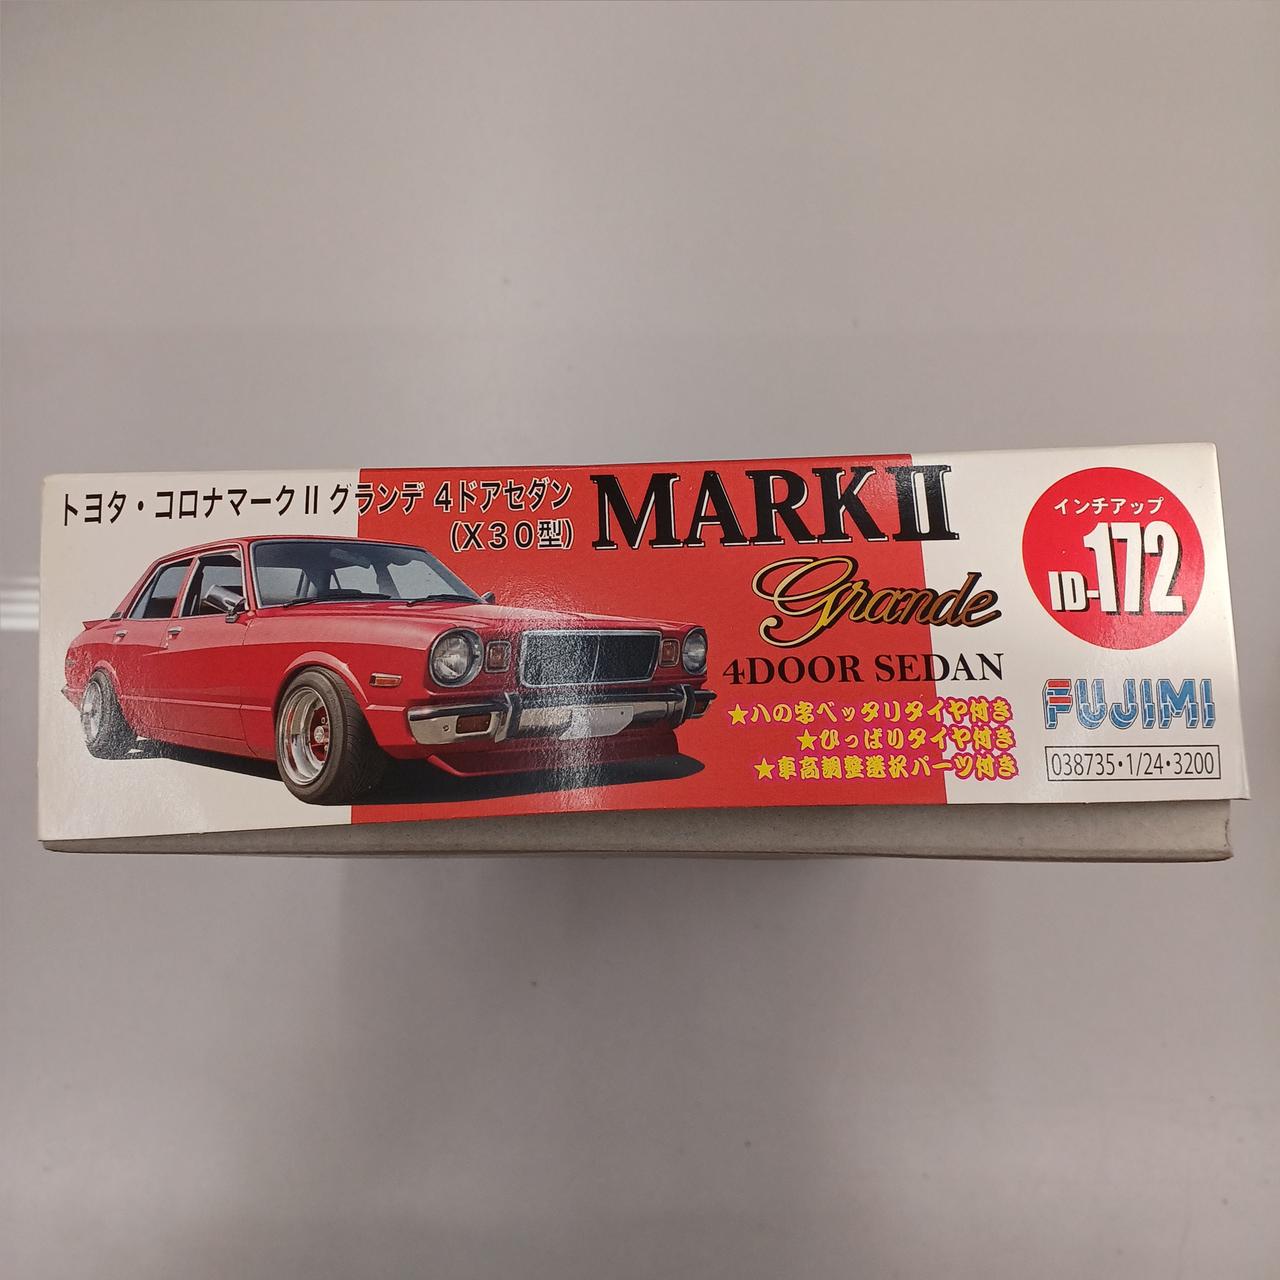 トヨタ・コロナマークII グランデ 4ドアセダン
(X30型)
MARKII
Grande
4DOOR SEDAN
★ハの字ベッタリタイヤ付き
★ひっぱりタイヤ付き
★車高調整選択パーツ付き
インチアップ
ID-172
FUJIMI
038735・1/24・3200